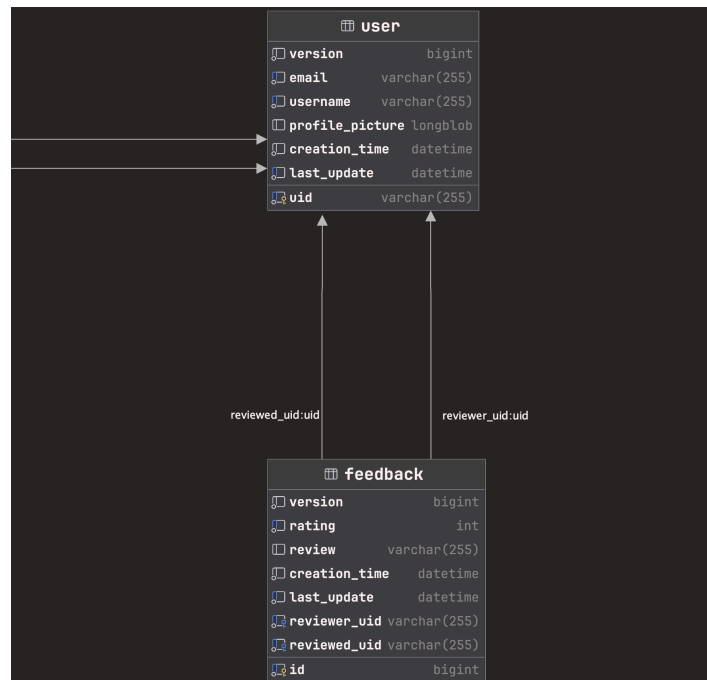 user
version bigint
email varchar(255)
username varchar(255)
profile_picture longblob
creation_time datetime
last_update datetime
uid varchar(255)
reviewed_uid:uid reviewer_uid:uid
feedback
version bigint
rating int
review varchar(255)
creation_time datetime
last_update datetime
reviewer_uid varchar(255)
reviewed_uid varchar(255)
id bigint